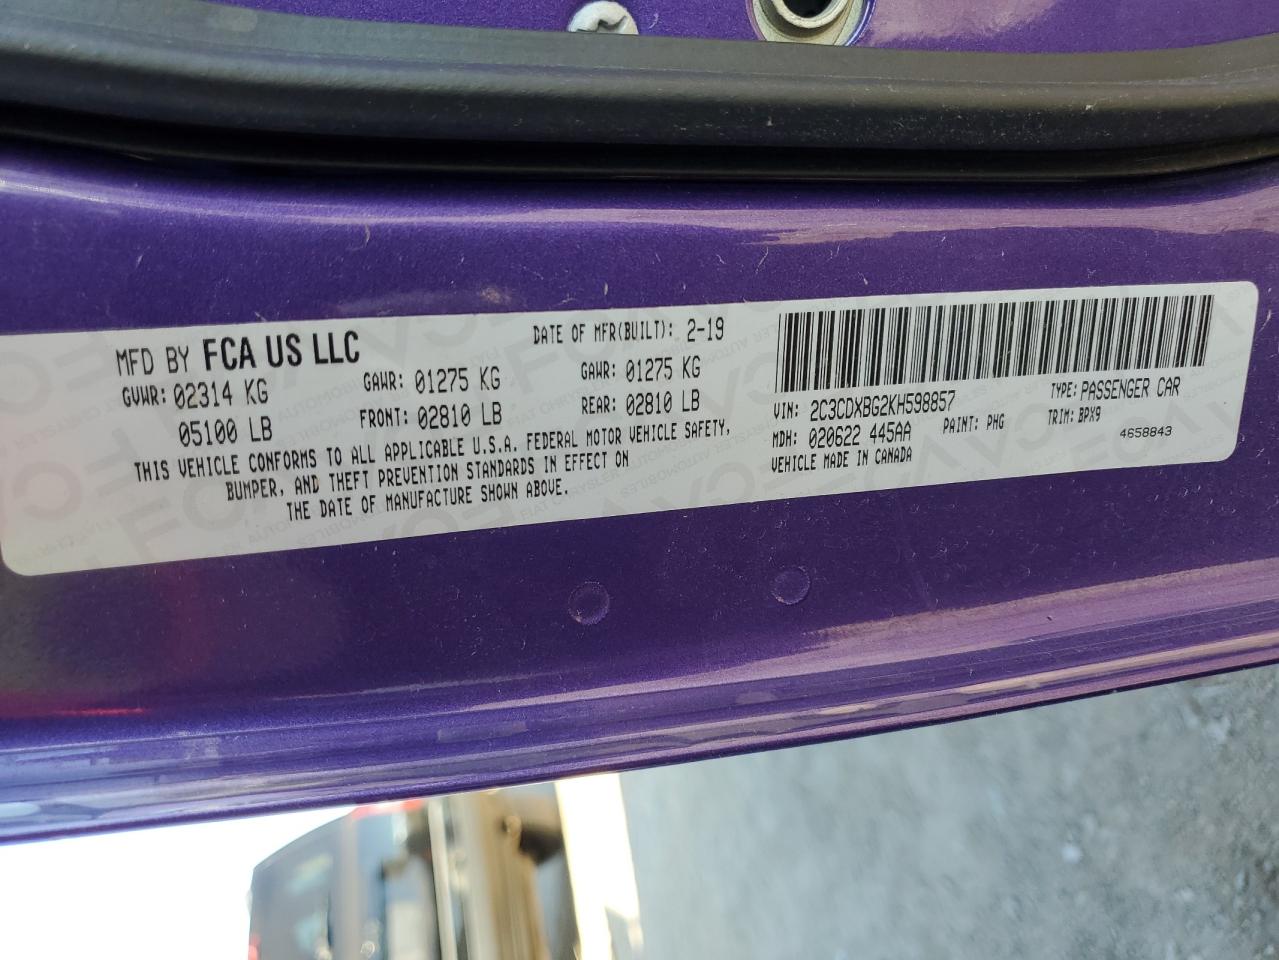 MFD BY FCA US LLC
DATE OF MFR(BUILT): 2-19
GVWR: 02314 KG
05100 LB
GAWR: 01275 KG
FRONT: 02810 LB
GAWR: 01275 KG
REAR: 02810 LB
THIS VEHICLE CONFORMS TO ALL APPLICABLE U.S.A. FEDERAL MOTOR VEHICLE SAFETY,
BUMPER, AND THEFT PREVENTION STANDARDS IN EFFECT ON
THE DATE OF MANUFACTURE SHOWN ABOVE.
VIN: 2C3CDXBG2KH598857
TYPE: PASSENGER CAR
MDH: 020622 445AA
PAINT: PHG
TRIM: BPX9
VEHICLE MADE IN CANADA
4658843